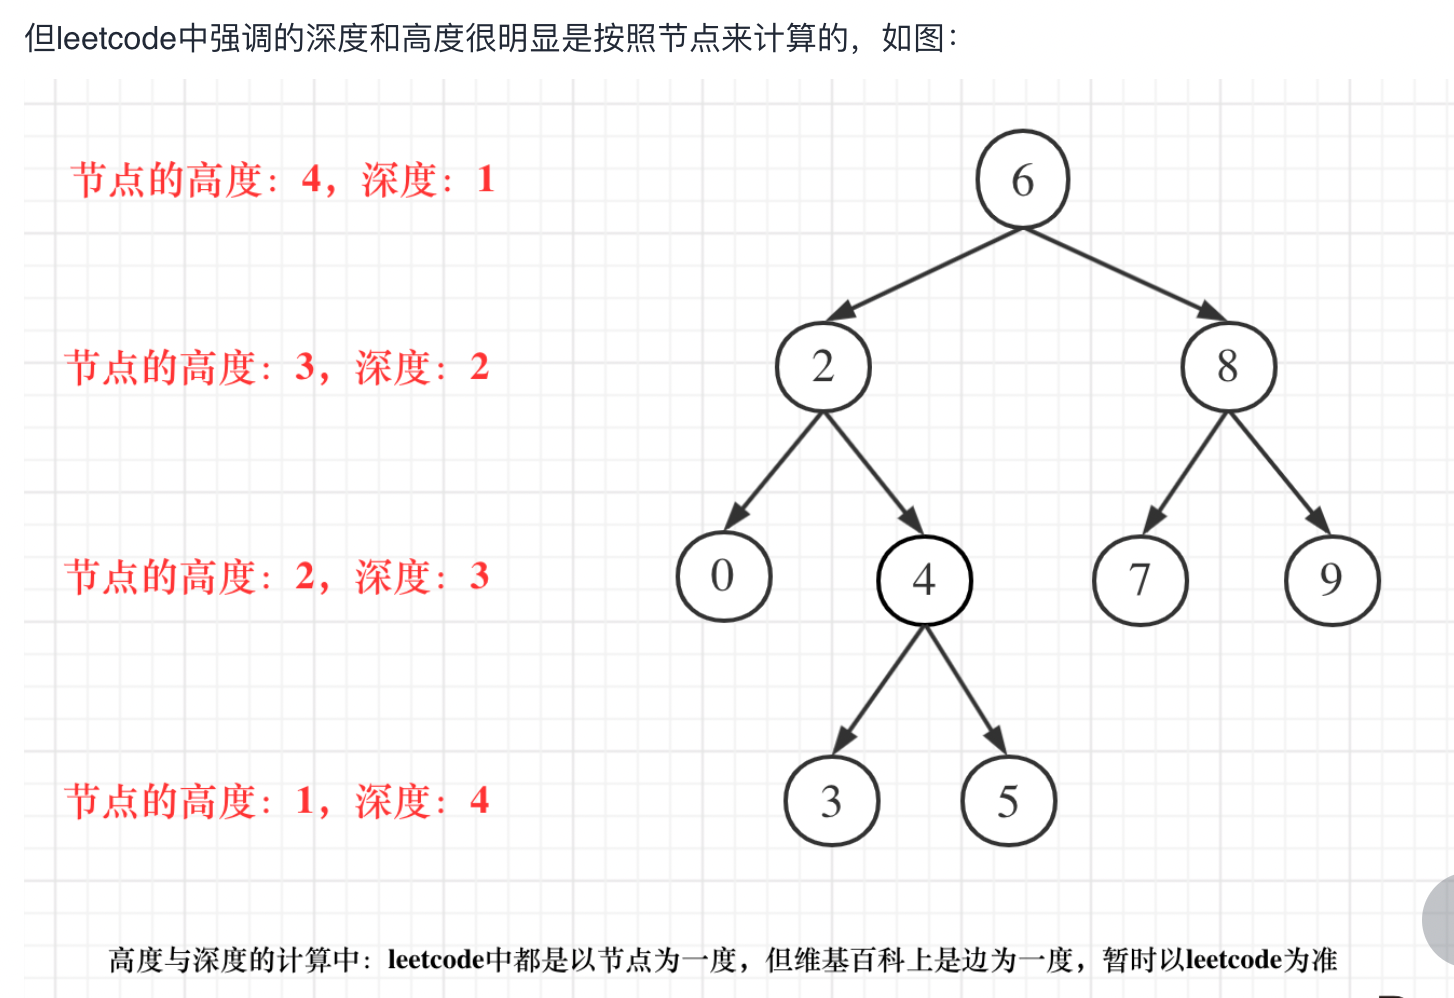 但leetcode中强调的深度和高度很明显是按照节点来计算的，如图：
节点的高度：4，深度：1
6
节点的高度：3，深度：2
2
8
节点的高度：2，深度：3
0
4
7
9
节点的高度：1，深度：4
3
5
高度与深度的计算中：leetcode中都是以节点为一度，但维基百科上是边为一度，暂时以leetcode为准